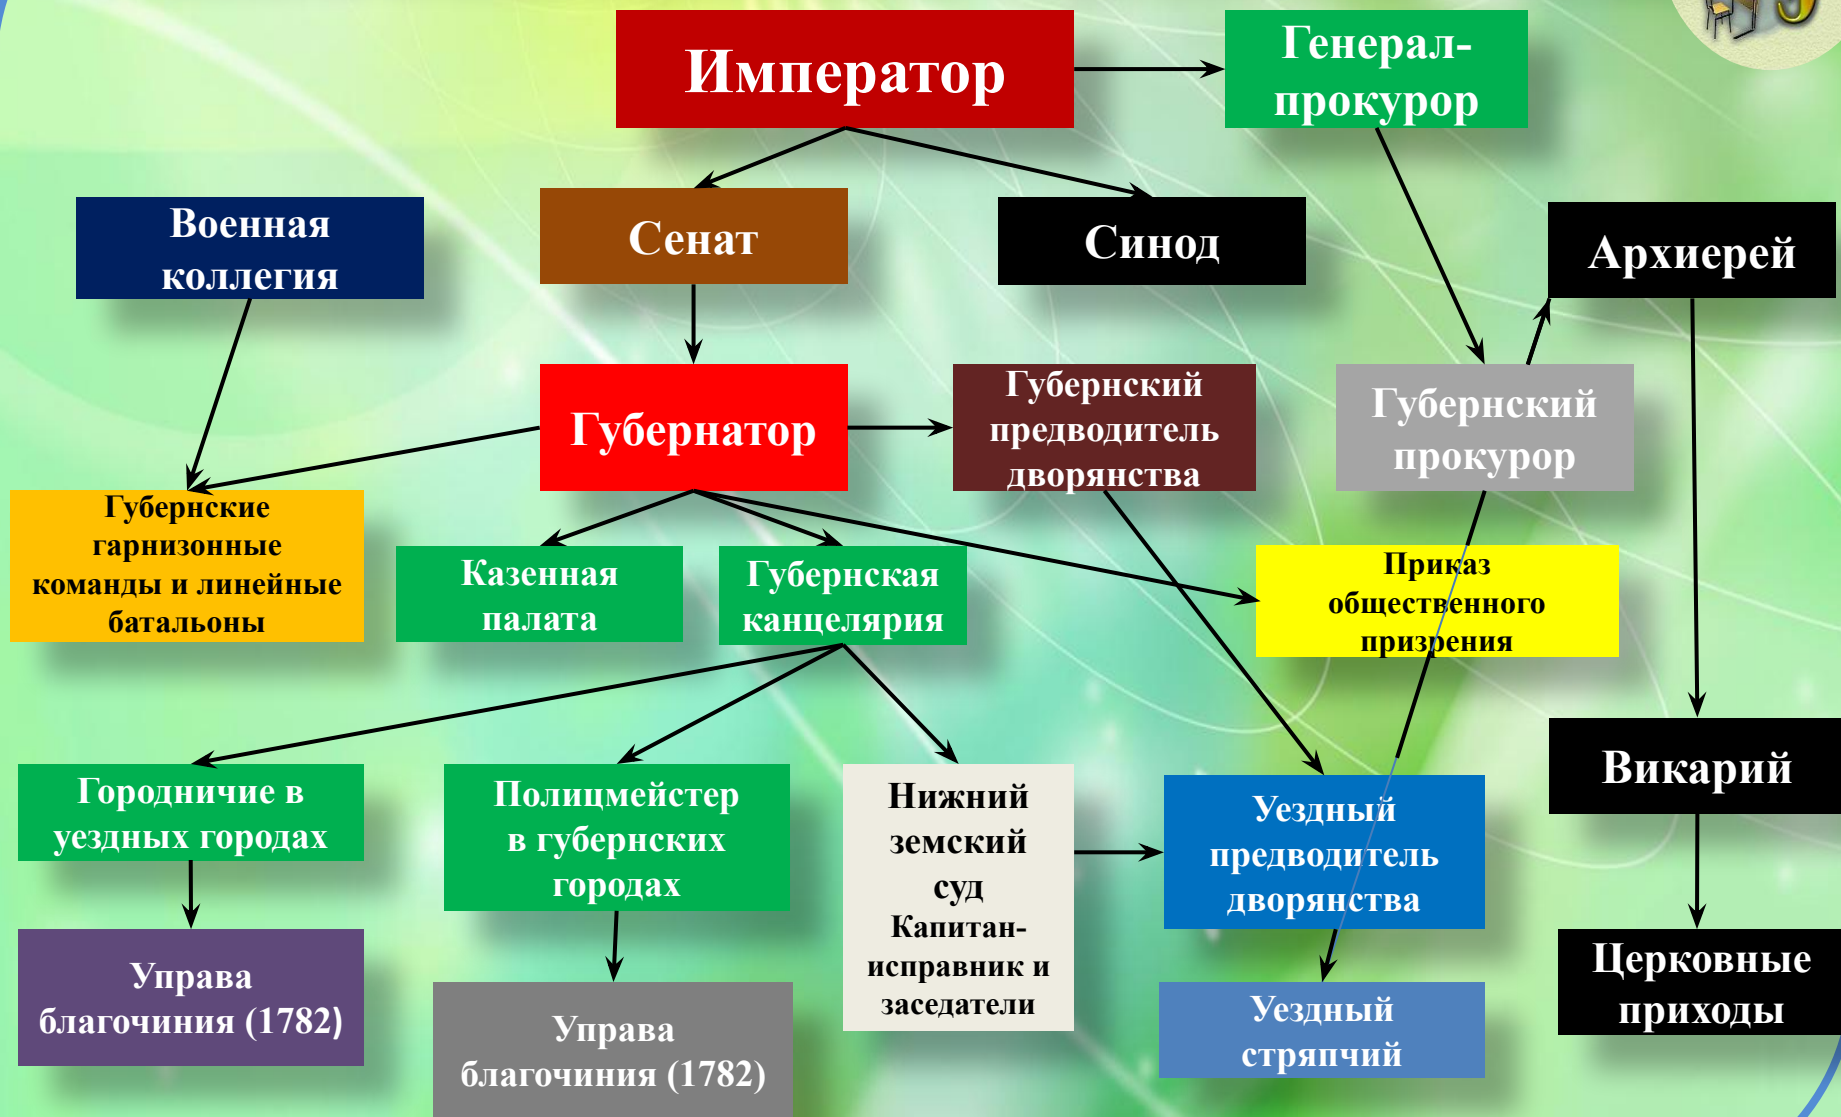 Император
Генерал-
прокурор
Военная
коллегия
Сенат
Синод
Архиерей
Губернатор
Губернский
предводитель
дворянства
Губернский
прокурор
Губернские
гарнизонные
команды и линейные
батальоны
Казенная
палата
Губернская
канцелярия
Приказ
общественного
призрения
Викарий
Городничие в
уездных городах
Полицмейстер
в губернских
городах
Нижний
земский
суд
Капитан-
исправник и
заседатели
Уездный
предводитель
дворянства
Управа
благочиния (1782)
Управа
благочиния (1782)
Уездный
стряпчий
Церковные
приходы